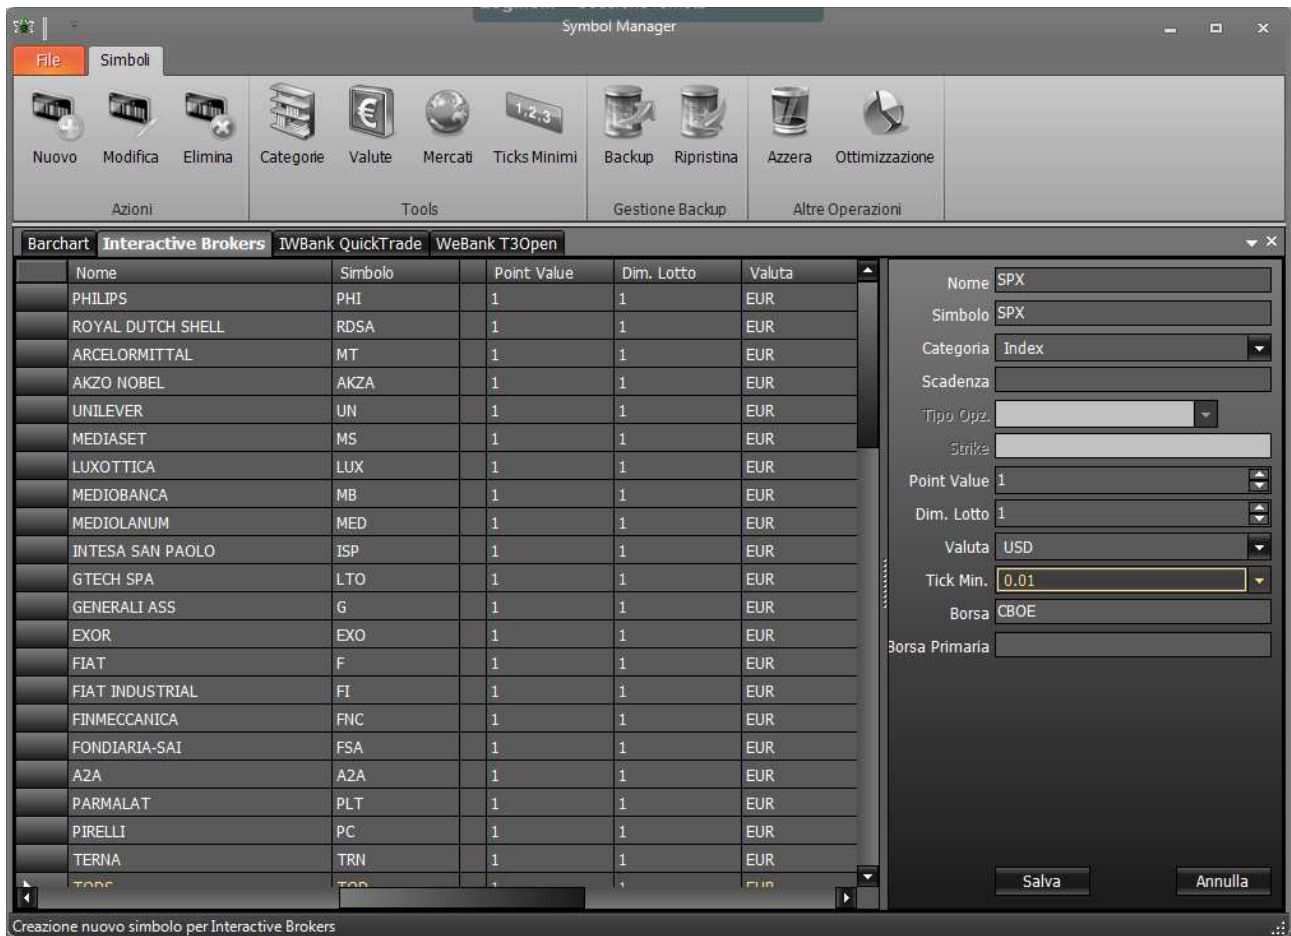 Symbol Manager
File Simboli
1,2,3
Nuovo Modifica Elimina Categorie Valute Mercati Ticks Minimi Backup Ripristina Azzera Ottimizzazione
Azioni Tools Gestione Backup Altre Operazioni
Barchart Interactive Brokers IWBank QuickTrade WeBank T3Open
Nome Simbolo Point Value Dim. Lotto Valuta
PHILIPS PHI 1 1 EUR
ROYAL DUTCH SHELL RDSA 1 1 EUR
ARCELORMITTAL MT 1 1 EUR
AKZO NOBEL AKZA 1 1 EUR
UNILEVER UN 1 1 EUR
MEDIASET MS 1 1 EUR
LUXOTTICA LUX 1 1 EUR
MEDIOBANCA MB 1 1 EUR
MEDIOLANUM MED 1 1 EUR
INTESA SAN PAOLO ISP 1 1 EUR
GTECH SPA LTO 1 1 EUR
GENERALI ASS G 1 1 EUR
EXOR EXO 1 1 EUR
FIAT F 1 1 EUR
FIAT INDUSTRIAL FI 1 1 EUR
FINMECCANICA FNC 1 1 EUR
FONDIARIA-SAI FSA 1 1 EUR
A2A A2A 1 1 EUR
PARMALAT PLT 1 1 EUR
PIRELLI PC 1 1 EUR
TERNA TRN 1 1 EUR
TODS TOD 1 1 EUR
Nome SPX
Simbolo SPX
Categoria Index
Scadenza
Tipo Opz.
Strike
Point Value 1
Dim. Lotto 1
Valuta USD
Tick Min. 0.01
Borsa CBOE
Borsa Primaria
Salva Annulla
Creazione nuovo simbolo per Interactive Brokers